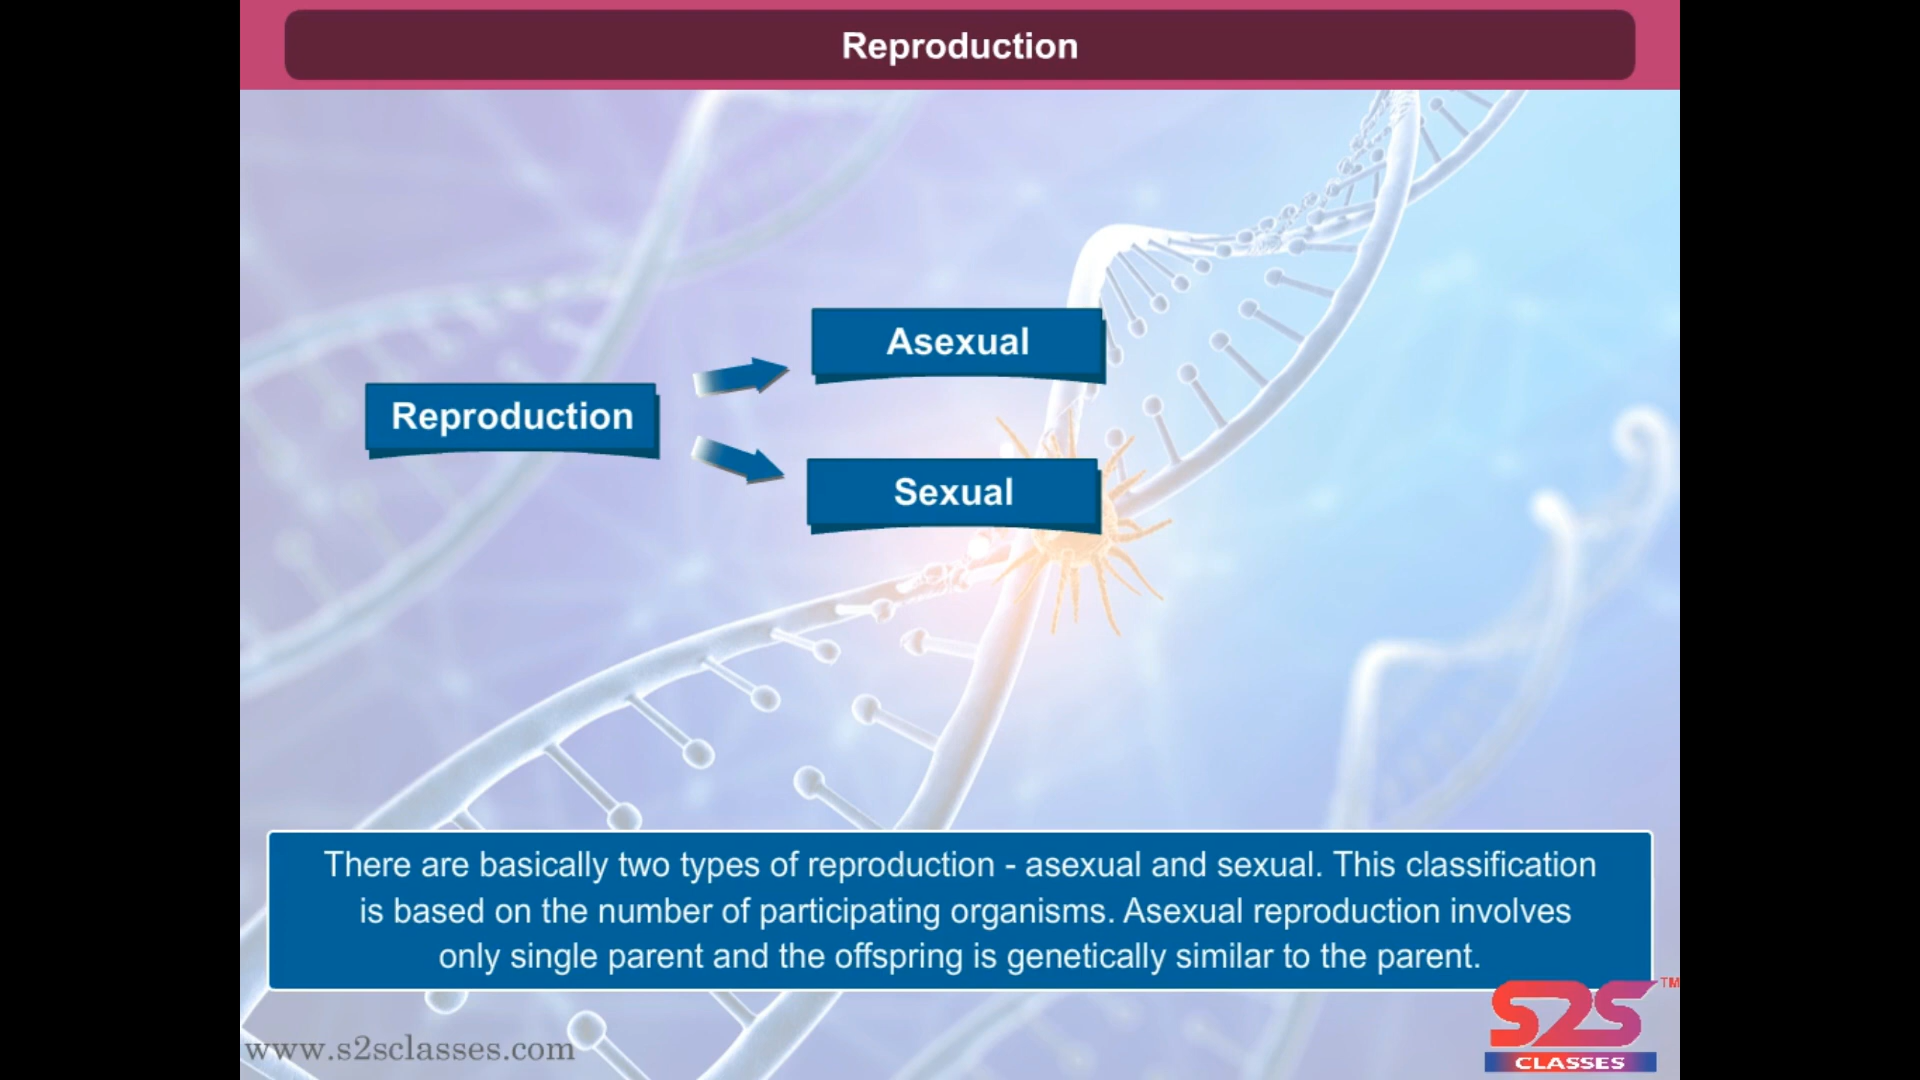 Reproduction
Asexual
Reproduction
Sexual
There are basically two types of reproduction - asexual and sexual. This classification
is based on the number of participating organisms. Asexual reproduction involves
only single parent and the offspring is genetically similar to the parent.
S2S TM
CLASSES
www.s2sclasses.com